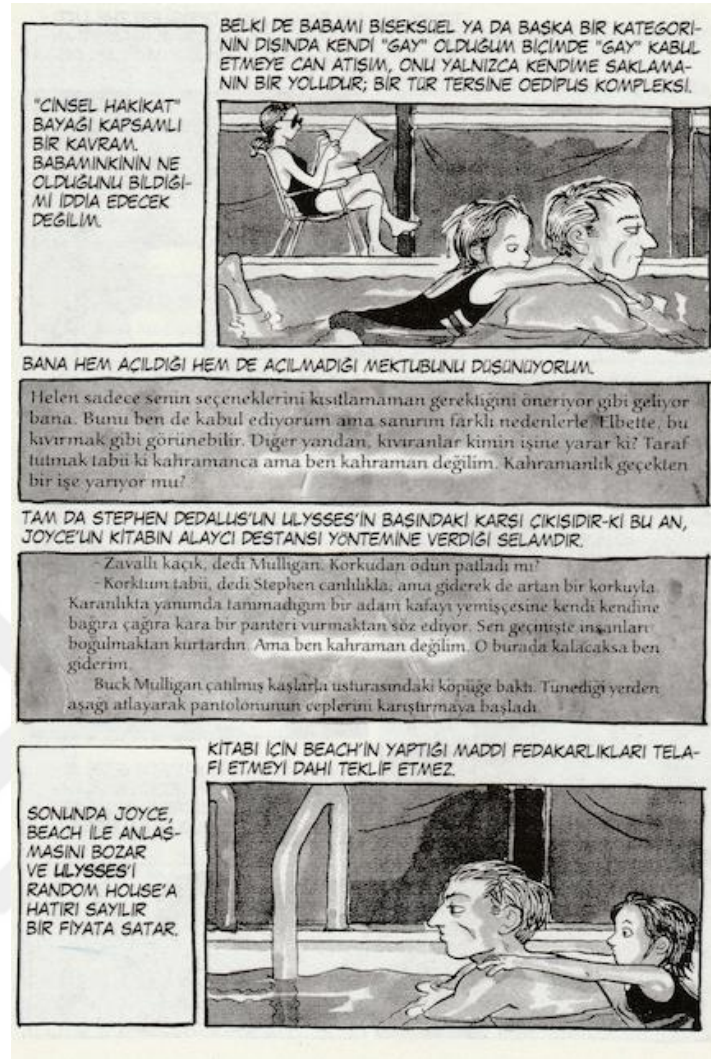 "CİNSEL HAKİKAT"
BAYAĞI KAPSAMLI
BİR KAVRAM.
BABAMINKİNİN NE
OLDUĞUNU BİLDİĞİ-
Mİ İDDİA EDECEK
DEĞİLİM.
BELKİ DE BABAMI BİSEKSÜEL YA DA BAŞKA BİR KATEGORİ-
NİN DIŞINDA KENDİ "GAY" OLDUĞUM BİÇİMDE "GAY" KABUL
ETMEYE CAN ATIŞIM, ONU YALNIZCA KENDİME SAKLAMA-
NIN BİR YOLUDUR; BİR TÜR TERSİNE OEDİPUS KOMPLEKSİ.
BANA HEM AÇILDIĞI HEM DE AÇILMADIĞI MEKTUBUNU DÜŞÜNÜYORUM.
Helen sadece senin seçeneklerini kısıtlamaman gerektiğini öneriyor gibi geliyor
bana. Bunu ben de kabul ediyorum ama sanırım farklı nedenlerle. Elbette, bu
kıvırmak gibi görünebilir. Diğer yandan, kıvıranlar kimin işine yarar ki? Taraf
tutmak tabii ki kahramanca ama ben kahraman değilim. Kahramanlık geçekten
bir işe yarıyor mu?
TAM DA STEPHEN DEDALUS'UN ULYSSES'İN BAŞINDAKİ KARŞI ÇIKIŞIDIR-Kİ BU AN,
JOYCE'UN KİTABIN ALAYCI DESTANSI YÖNTEMİNE VERDİĞİ SELAMDIR.
- Zavallı kaçık, dedi Mulligan. Korkudan ödün patladı mı?
- Korktum tabii, dedi Stephen canlılıkla, ama giderek de artan bir korkuyla.
Karanlıkta yanımda tanımadığım bir adam kafayı yemişçesine kendi kendine
bağıra çağıra kara bir panteri vurmaktan söz ediyor. Sen geçmişte insanları
boğulmaktan kurtardın. Ama ben kahraman değilim. O burada kalacaksa ben
giderim.
Buck Mulligan çatılmış kaşlarla usturasındaki köpüğe baktı. Tünediği yerden
aşağı atlayarak pantolonunun ceplerini karıştırmaya başladı.
SONUNDA JOYCE,
BEACH İLE ANLAŞ-
MASINI BOZAR
VE ULYSSES'İ
RANDOM HOUSE'A
HATIRI SAYILIR
BİR FİYATA SATAR.
KİTABI İÇİN BEACH'İN YAPTIĞI MADDİ FEDAKARLIKLARI TELA-
Fİ ETMEYİ DAHİ TEKLİF ETMEZ.